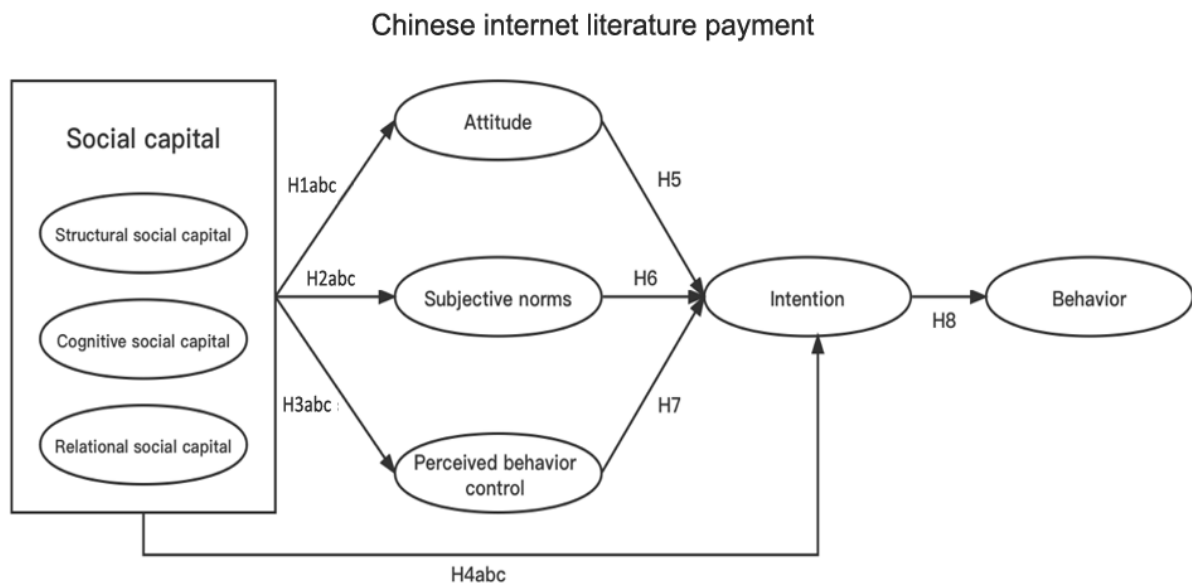 Chinese internet literature payment
Social capital
Structural social capital
Cognitive social capital
Relational social capital
H1abc
H2abc
H3abc :
Attitude
Subjective norms
Perceived behavior
control
H5
H6
H7
Intention
H8
Behavior
H4abc